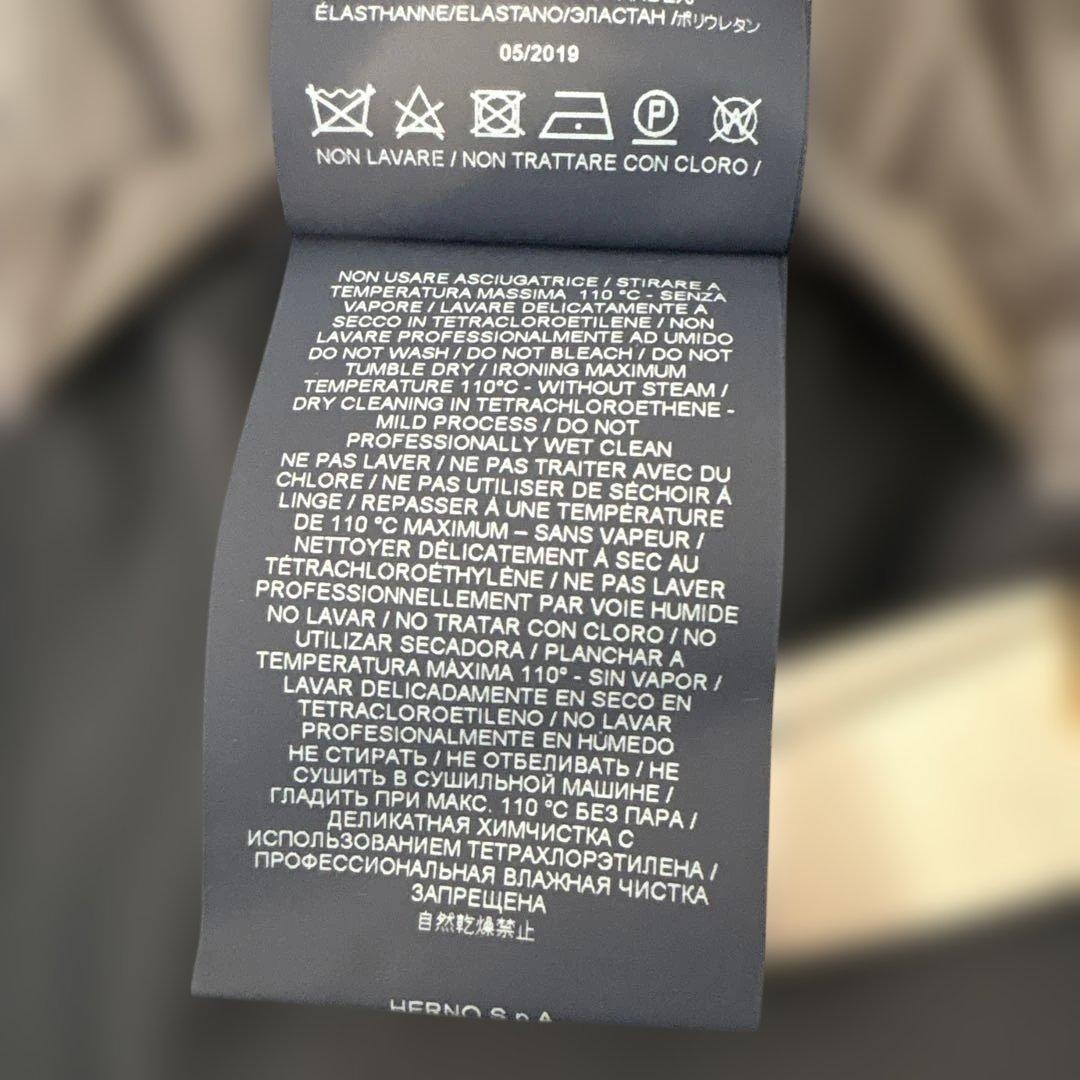 ÉLASTHANNE/ELASTANO/ЭЛАСТАН /ポリウレタン
05/2019
P W
NON LAVARE / NON TRATTARE CON CLORO /
NON USARE ASCIUGATRICE / STIRARE A
TEMPERATURA MASSIMA 110 °C - SENZA
VAPORE / LAVARE DELICATAMENTE A
SECCO IN TETRACLOROETILENE / NON
LAVARE PROFESSIONALMENTE AD UMIDO
DO NOT WASH / DO NOT BLEACH / DO NOT
TUMBLE DRY / IRONING MAXIMUM
TEMPERATURE 110°C - WITHOUT STEAM /
DRY CLEANING IN TETRACHLOROETHENE -
MILD PROCESS / DO NOT
PROFESSIONALLY WET CLEAN
NE PAS LAVER / NE PAS TRAITER AVEC DU
CHLORE / NE PAS UTILISER DE SÉCHOIR À
LINGE / REPASSER À UNE TEMPÉRATURE
DE 110 °C MAXIMUM – SANS VAPEUR /
NETTOYER DÉLICATEMENT À SEC AU
TÉTRACHLOROÉTHYLÈNE / NE PAS LAVER
PROFESSIONNELLEMENT PAR VOIE HUMIDE
NO LAVAR / NO TRATAR CON CLORO / NO
UTILIZAR SECADORA / PLANCHAR A
TEMPERATURA MÁXIMA 110° - SIN VAPOR /
LAVAR DELICADAMENTE EN SECO EN
TETRACLOROETILENO / NO LAVAR
PROFESIONALMENTE EN HÚMEDO
НЕ СТИРАТЬ / НЕ ОТБЕЛИВАТЬ / НЕ
СУШИТЬ В СУШИЛЬНОЙ МАШИНЕ /
ГЛАДИТЬ ПРИ МАКС. 110 °C БЕЗ ПАРА /
ДЕЛИКАТНАЯ ХИМЧИСТКА С
ИСПОЛЬЗОВАНИЕМ ТЕТРАХЛОРЭТИЛЕНА /
ПРОФЕССИОНАЛЬНАЯ ВЛАЖНАЯ ЧИСТКА
ЗАПРЕЩЕНА
自然乾燥禁止
HERNO S.p.A